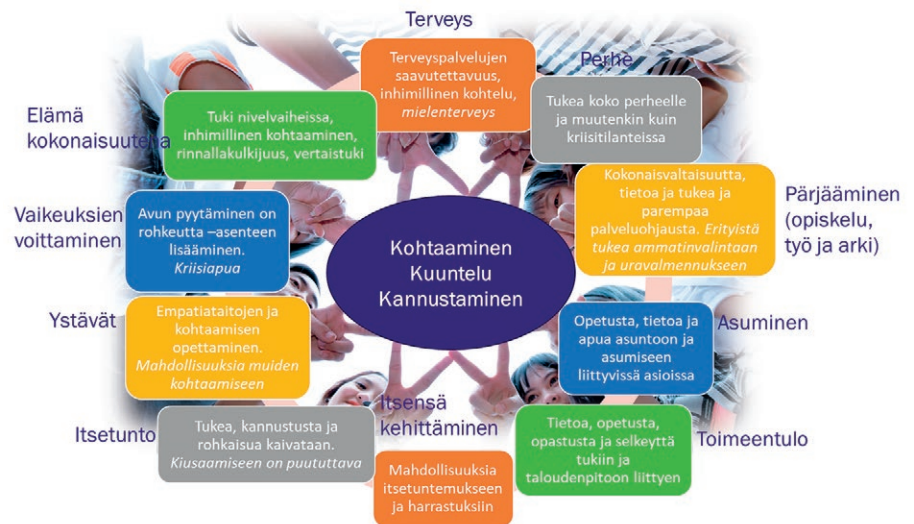 Terveys
Terveyspalvelujen
saavutettavuus,
inhimillinen kohtelu,
mielenterveys
Perhe
Tukea koko perheelle
ja muutenkin kuin
kriisitilanteissa
Pärjääminen
(opiskelu,
työ ja arki)
Kokonaisvaltaisuutta,
tietoa ja tukea ja
parempaa
palveluohjausta. Erityistä
tukea ammatinvalintaan
ja uravalmennukseen
Asuminen
Opetusta, tietoa ja
apua asuntoon ja
asumiseen
liittyvissä asioissa
Toimeentulo
Tietoa, opetusta,
opastusta ja selkeyttä
tukiin ja
taloudenpitoon liittyen
Itsensä
kehittäminen
Mahdollisuuksia
itsetuntemukseen
ja harrastuksiin
Itsetunto
Tukea, kannustusta ja
rohkaisua kaivataan.
Kiusaamiseen on puututtava
Ystävät
Empatiataitojen ja
kohtaamisen
opettaminen.
Mahdollisuuksia muiden
kohtaamiseen
Vaikeuksien
voittaminen
Avun pyytäminen on
rohkeutta –asenteen
lisääminen.
Kriisiapua
Elämä
kokonaisuutena
Tuki nivelvaiheissa,
inhimillinen kohtaaminen,
rinnallakulkijuus, vertaistuki
Kohtaaminen
Kuuntelu
Kannustaminen